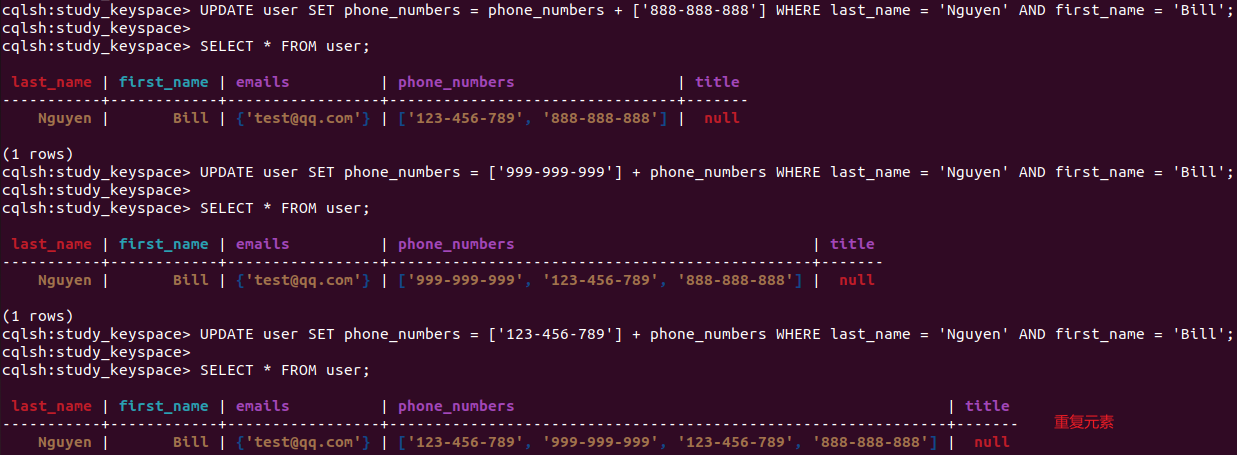 cqlsh:study_keyspace> UPDATE user SET phone_numbers = phone_numbers + ['888-888-888'] WHERE last_name = 'Nguyen' AND first_name = 'Bill';
cqlsh:study_keyspace>
cqlsh:study_keyspace> SELECT * FROM user;
last_name | first_name | emails | phone_numbers | title
-----------+------------+-----------------+--------------------------------+-------
Nguyen | Bill | {'test@qq.com'} | ['123-456-789', '888-888-888'] | null
(1 rows)
cqlsh:study_keyspace> UPDATE user SET phone_numbers = ['999-999-999'] + phone_numbers WHERE last_name = 'Nguyen' AND first_name = 'Bill';
cqlsh:study_keyspace>
cqlsh:study_keyspace> SELECT * FROM user;
last_name | first_name | emails | phone_numbers | title
-----------+------------+-----------------+-----------------------------------------------+-------
Nguyen | Bill | {'test@qq.com'} | ['999-999-999', '123-456-789', '888-888-888'] | null
(1 rows)
cqlsh:study_keyspace> UPDATE user SET phone_numbers = ['123-456-789'] + phone_numbers WHERE last_name = 'Nguyen' AND first_name = 'Bill';
cqlsh:study_keyspace>
cqlsh:study_keyspace> SELECT * FROM user;
last_name | first_name | emails | phone_numbers | title
-----------+------------+-----------------+--------------------------------------------------------------+-------
重复元素
Nguyen | Bill | {'test@qq.com'} | ['123-456-789', '999-999-999', '123-456-789', '888-888-888'] | null